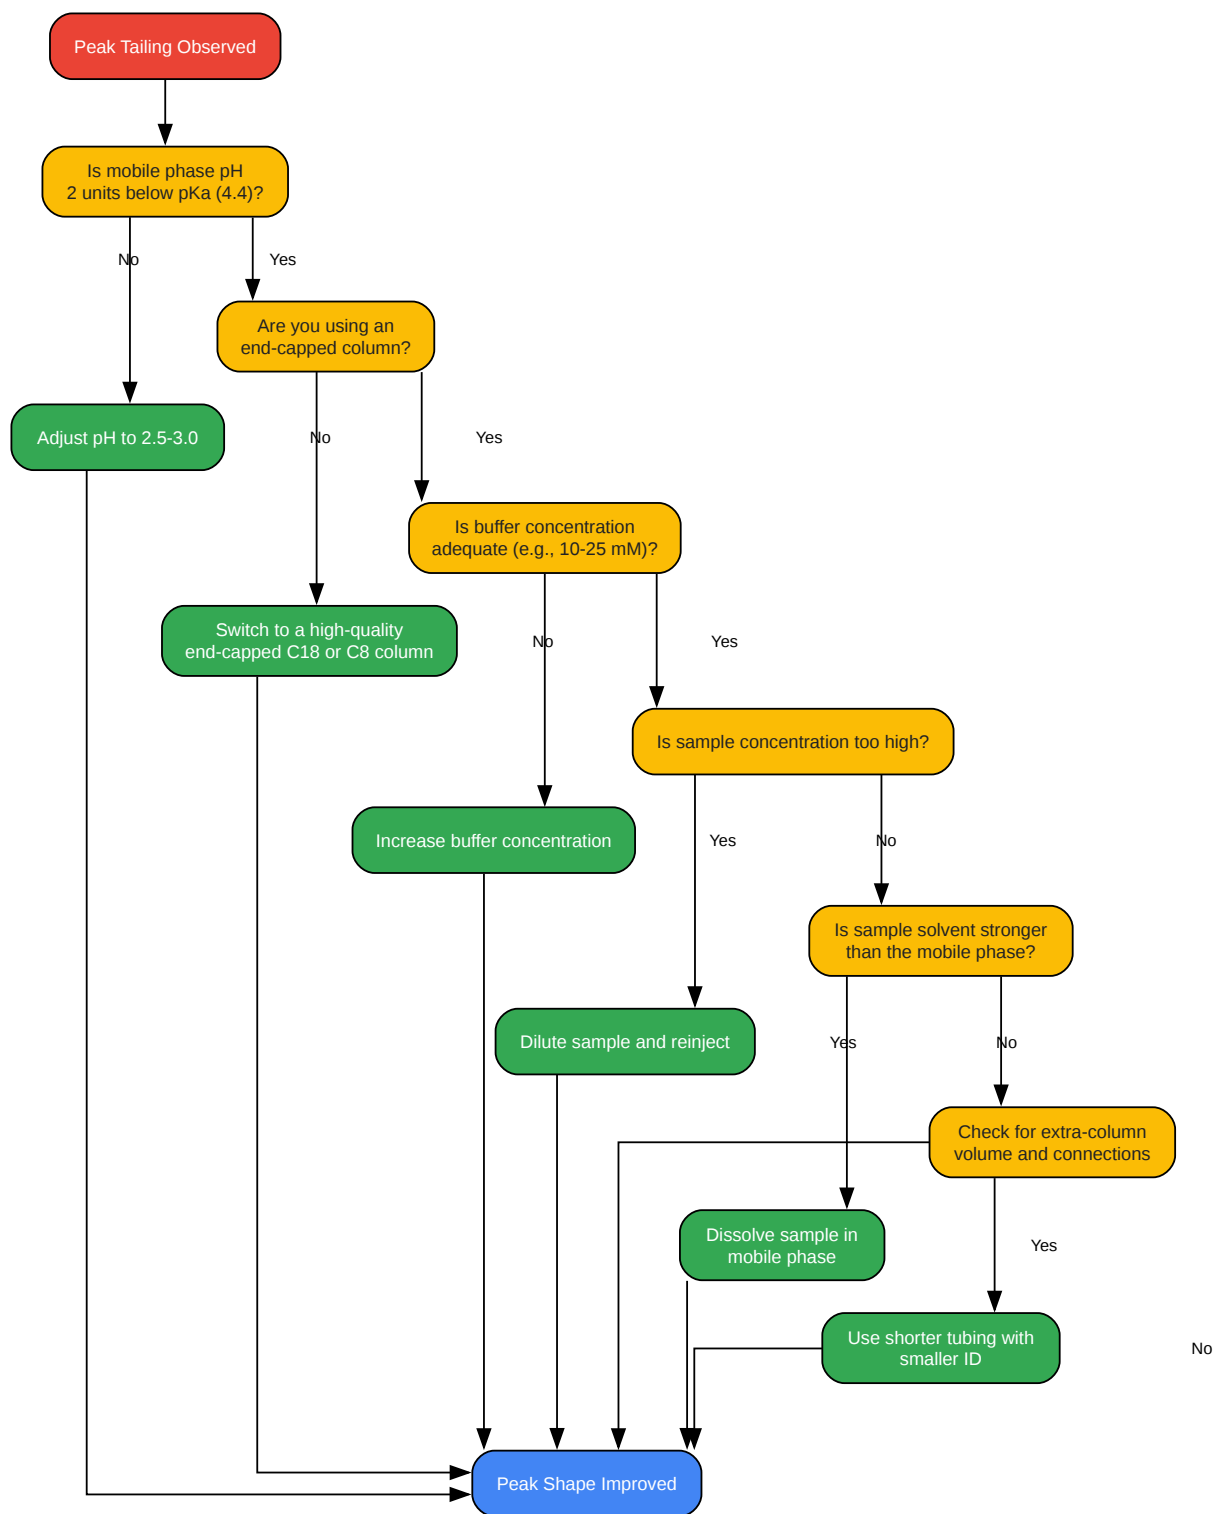 Peak Tailing Observed
Is mobile phase pH
2 units below pKa (4.4)?
No
Yes
Are you using an
end-capped column?
Adjust pH to 2.5-3.0
No
Yes
Is buffer concentration
adequate (e.g., 10-25 mM)?
Switch to a high-quality
end-capped C18 or C8 column
No
Yes
Is sample concentration too high?
Increase buffer concentration
Yes
No
Is sample solvent stronger
than the mobile phase?
Dilute sample and reinject
Yes
No
Check for extra-column
volume and connections
Dissolve sample in
mobile phase
Yes
Use shorter tubing with
smaller ID
No
Peak Shape Improved